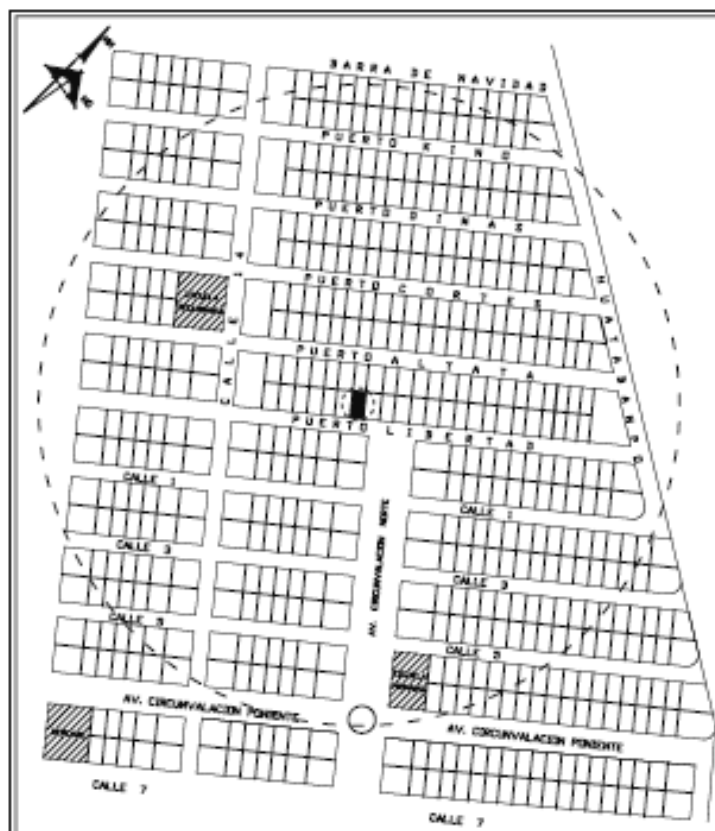 BARRA DE NAVIDAD
PUERTO KINO
PUERTO DINAS
PUERTO CORTES
CALLE 14
HUATABAMPO
PUERTO ALTATA
PUERTO LIBERTAD
CALLE 1
CALLE 1
AV. CIRCUNVALACION NORTE
CALLE 3
CALLE 3
CALLE 5
CALLE 5
AV. CIRCUNVALACION PONIENTE
AV. CIRCUNVALACION PONIENTE
CALLE 7
CALLE 7